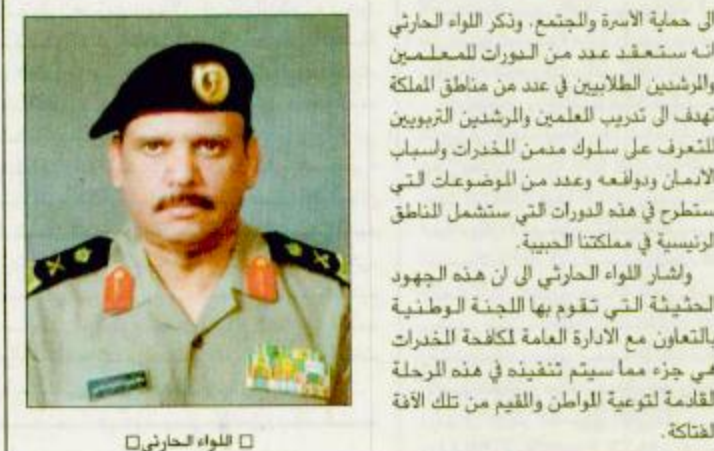 الى حماية الأسرة والمجتمع. وذكر اللواء الحارثي
انه ستعقد عدد من الدورات للمعلمين
والمرشدين الطلابيين في عدد من مناطق المملكة
تهدف الى تدريب المعلمين والمرشدين التربويين
للتعرف على سلوك مدمن المخدرات واسباب
الادمان ودوافعه وعدد من الموضوعات التي
ستطرح في هذه الدورات التي ستشمل المناطق
الرئيسية في مملكتنا الحبيبة.
واشار اللواء الحارثي الى ان هذه الجهود
الحثيثة التي تقوم بها اللجنة الوطنية
بالتعاون مع الادارة العامة لمكافحة المخدرات
هي جزء مما سيتم تنفيذه في هذه المرحلة
القادمة لتوعية المواطن والمقيم من تلك الآفة
الفتاكة.
□ اللواء الحارثي □